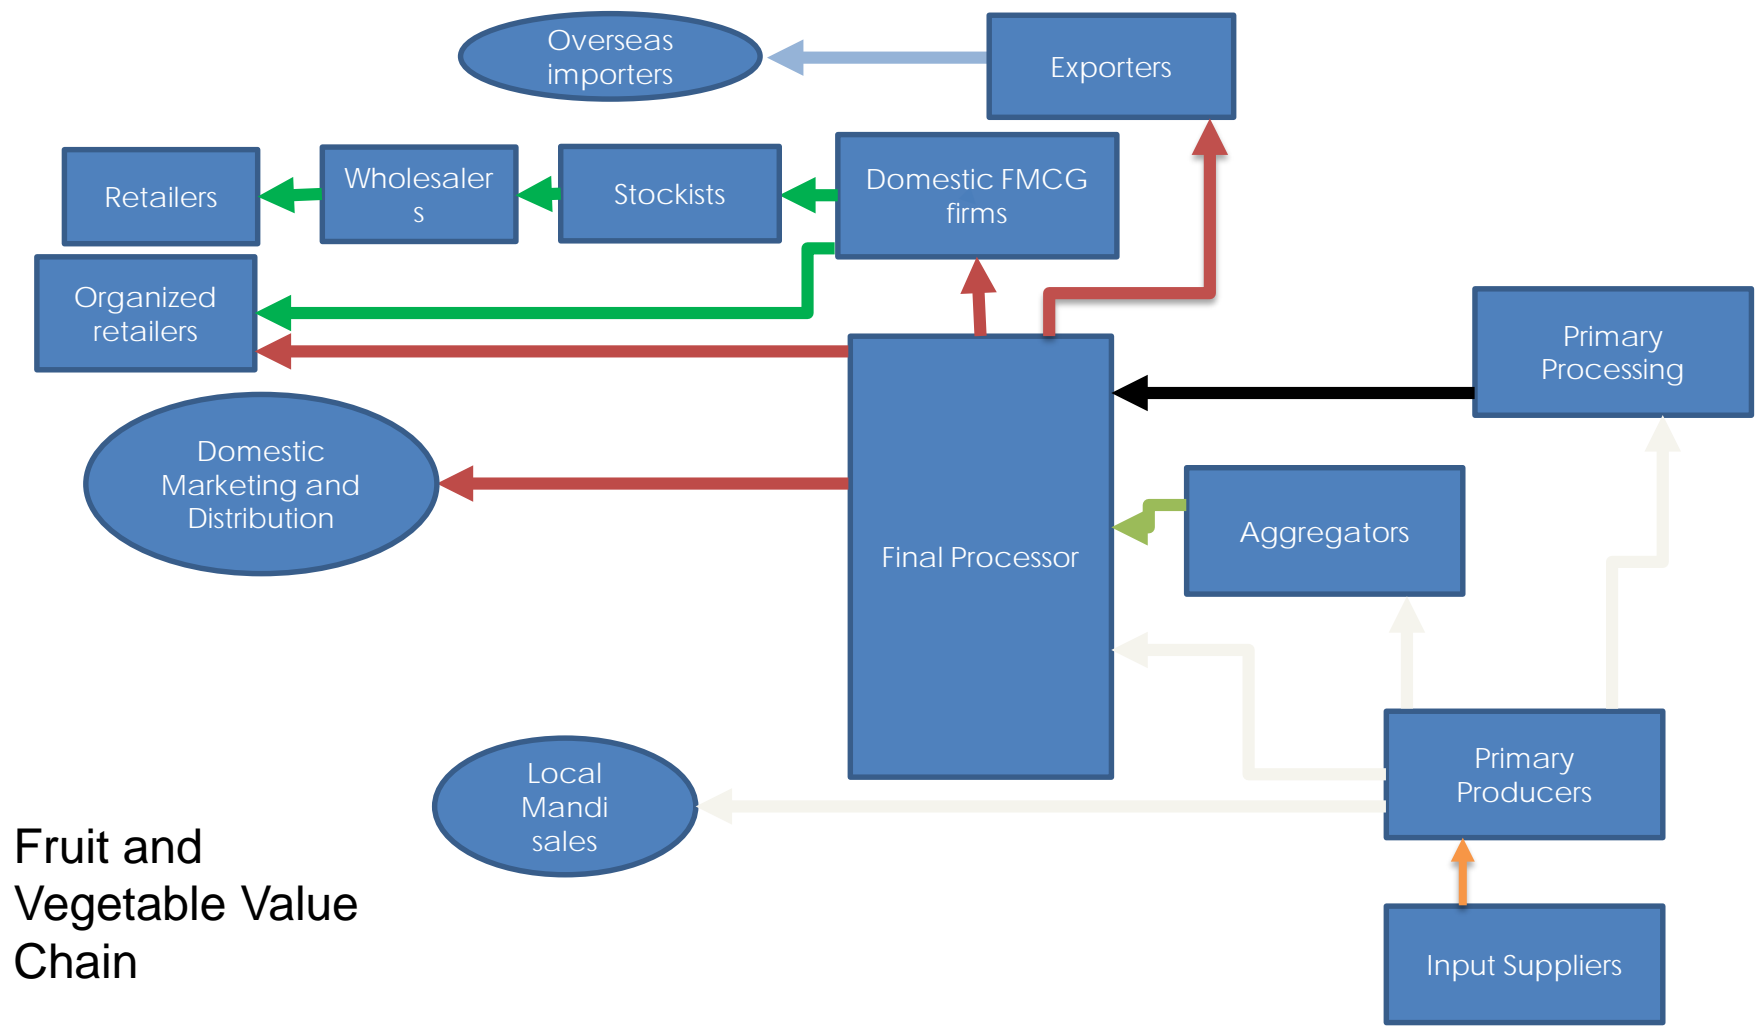 Overseas
importers
Exporters
Retailers
Wholesaler
s
Stockists
Domestic FMCG
firms
Organized
retailers
Primary
Processing
Domestic
Marketing and
Distribution
Final Processor
Aggregators
Local
Mandi
sales
Primary
Producers
Fruit and
Vegetable Value
Chain
Input Suppliers